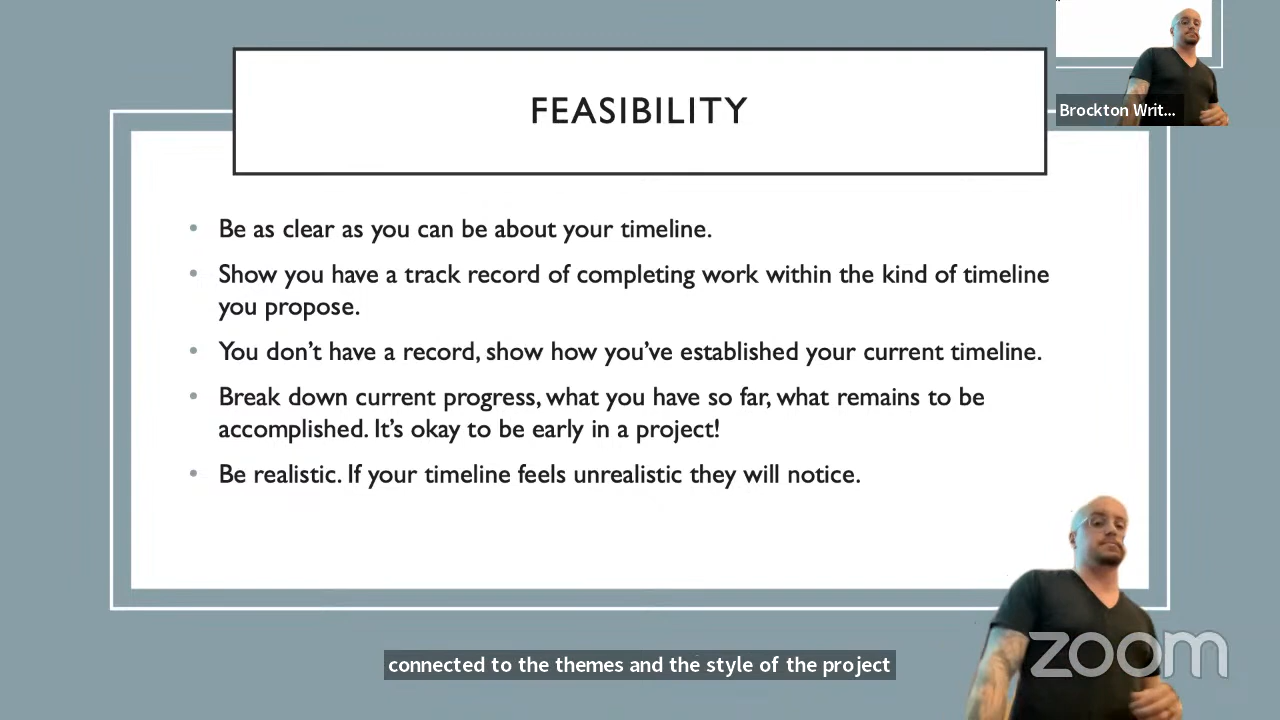 FEASIBILITY
Brockton Writ...
• Be as clear as you can be about your timeline.
• Show you have a track record of completing work within the kind of timeline
you propose.
• You don't have a record, show how you've established your current timeline.
• Break down current progress, what you have so far, what remains to be
accomplished. It's okay to be early in a project!
• Be realistic. If your timeline feels unrealistic they will notice.
zoom
connected to the themes and the style of the project